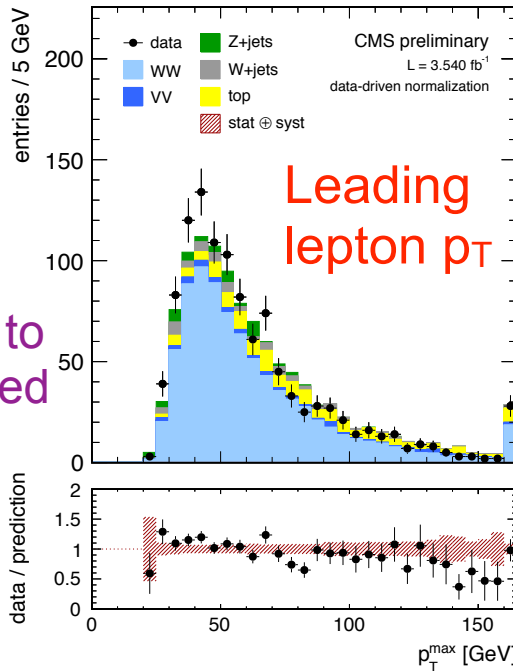 entries / 5 GeV
200
150
100
50
0
data
WW
VV
Z+jets
W+jets
top
stat ⊕ syst
CMS preliminary
L = 3.540 fb⁻¹
data-driven normalization
Leading
lepton pT
to
ed
data / prediction
2
1.5
1
0.5
0
0 50 100 150
pTmax [GeV]